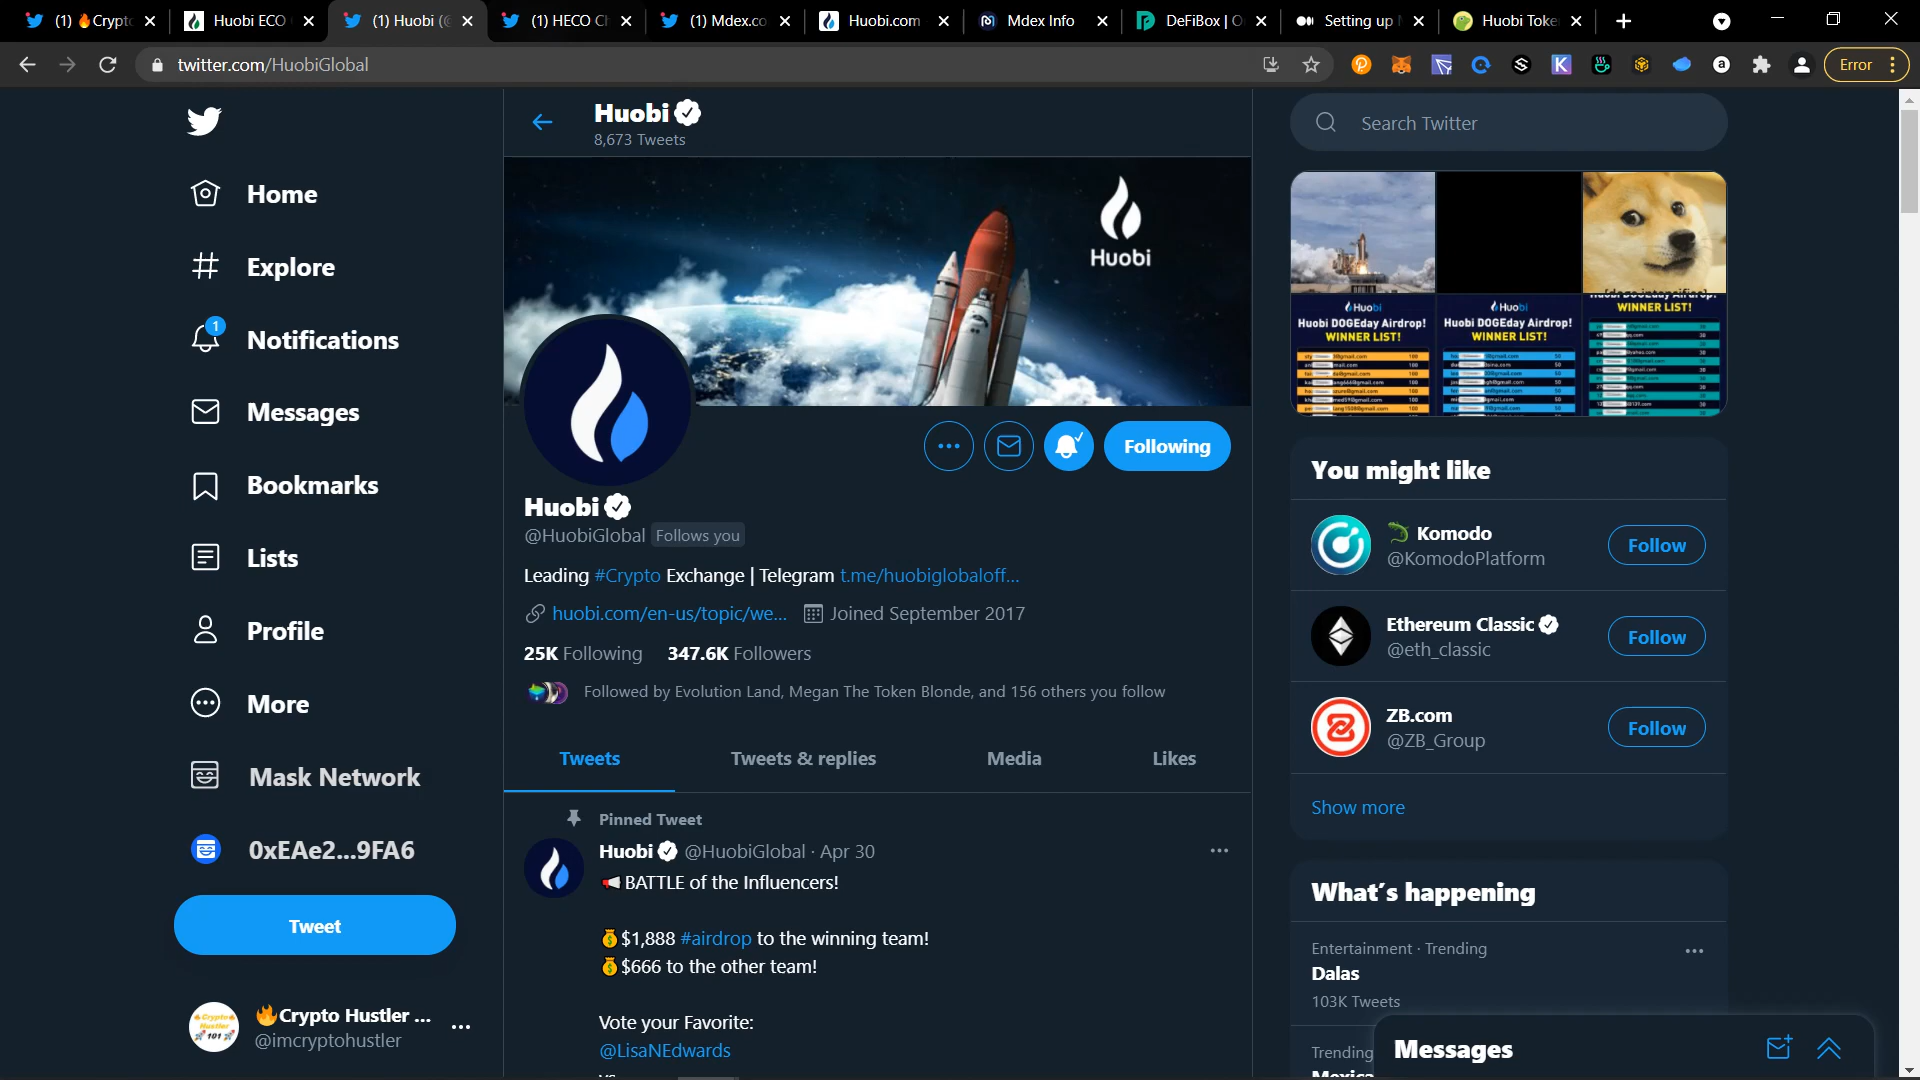 (1) 🔥Crypt
Huobi ECO
(1) Huobi (@
(1) HECO Ch
(1) Mdex.co
Huobi.com
Mdex Info
DeFiBox | O
Setting up
Huobi Toke
twitter.com/HuobiGlobal
Error
Huobi
8,673 Tweets
Search Twitter
Home
Explore
1
Notifications
Messages
Bookmarks
Lists
Profile
More
Mask Network
0xEAe2...9FA6
Tweet
🔥Crypto Hustler ...
@imcryptohustler
Huobi
Following
Huobi
@HuobiGlobal Follows you
Leading #Crypto Exchange | Telegram t.me/huobiglobaloff...
huobi.com/en-us/topic/we... Joined September 2017
25K Following 347.6K Followers
Followed by Evolution Land, Megan The Token Blonde, and 156 others you follow
Tweets
Tweets & replies
Media
Likes
Pinned Tweet
Huobi @HuobiGlobal · Apr 30
📢BATTLE of the Influencers!
💰$1,888 #airdrop to the winning team!
💰$666 to the other team!
Vote your Favorite:
@LisaNEdwards
vs
Huobi
Huobi DOGEday Airdrop!
WINNER LIST!
Huobi
Huobi DOGEday Airdrop!
WINNER LIST!
WINNER LIST!
You might like
Komodo
@KomodoPlatform
Follow
Ethereum Classic
@eth_classic
Follow
ZB.com
@ZB_Group
Follow
Show more
What's happening
Entertainment · Trending
Dalas
103K Tweets
Trending
Messages